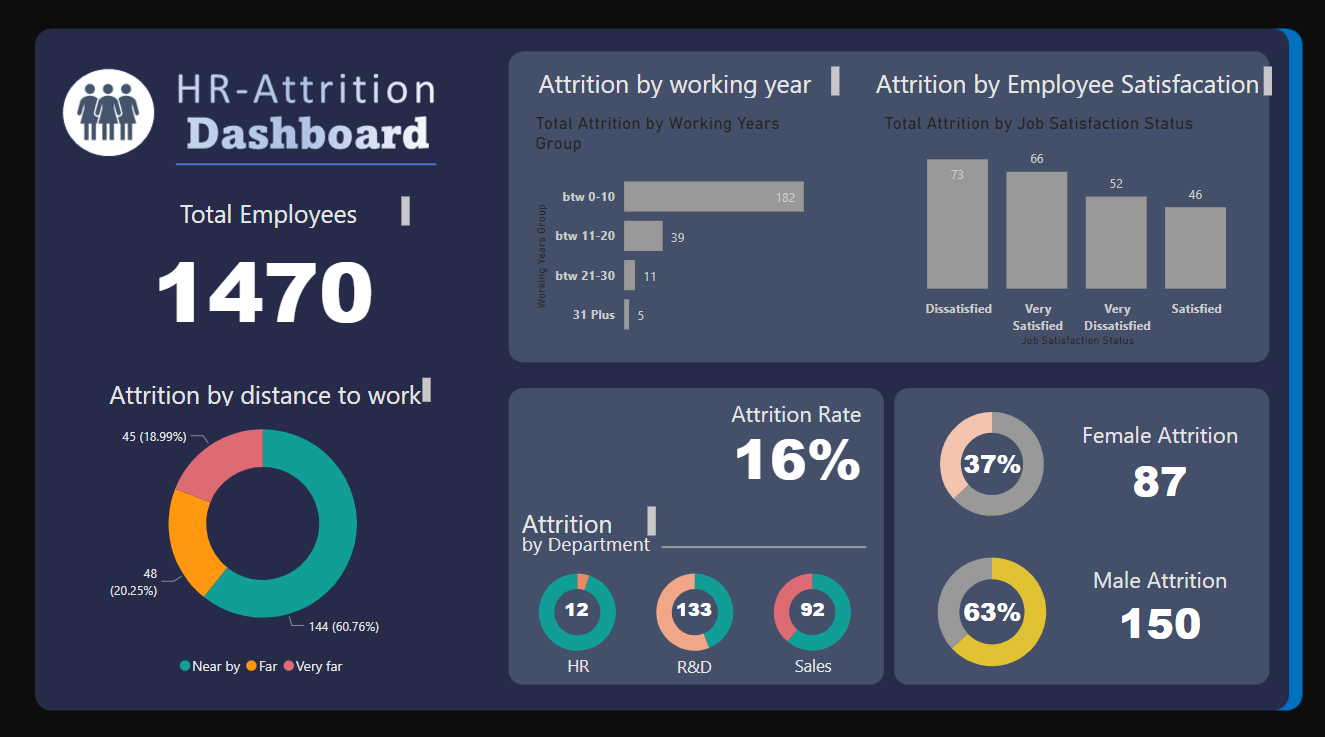 HR-Attrition
Dashboard
Total Employees
1470
Attrition by distance to work
45 (18.99%)
48
(20.25%)
144 (60.76%)
Near by
Far
Very far
Attrition by working year
Total Attrition by Working Years
Group
Working Years Group
btw 0-10
182
btw 11-20
39
btw 21-30
11
31 Plus
5
Attrition by Employee Satisfacation
Total Attrition by Job Satisfaction Status
73
66
52
46
Dissatisfied
Very
Satisfied
Very
Dissatisfied
Satisfied
Job Satisfaction Status
Attrition Rate
16%
Attrition
by Department
12
HR
133
R&D
92
Sales
37%
Female Attrition
87
63%
Male Attrition
150